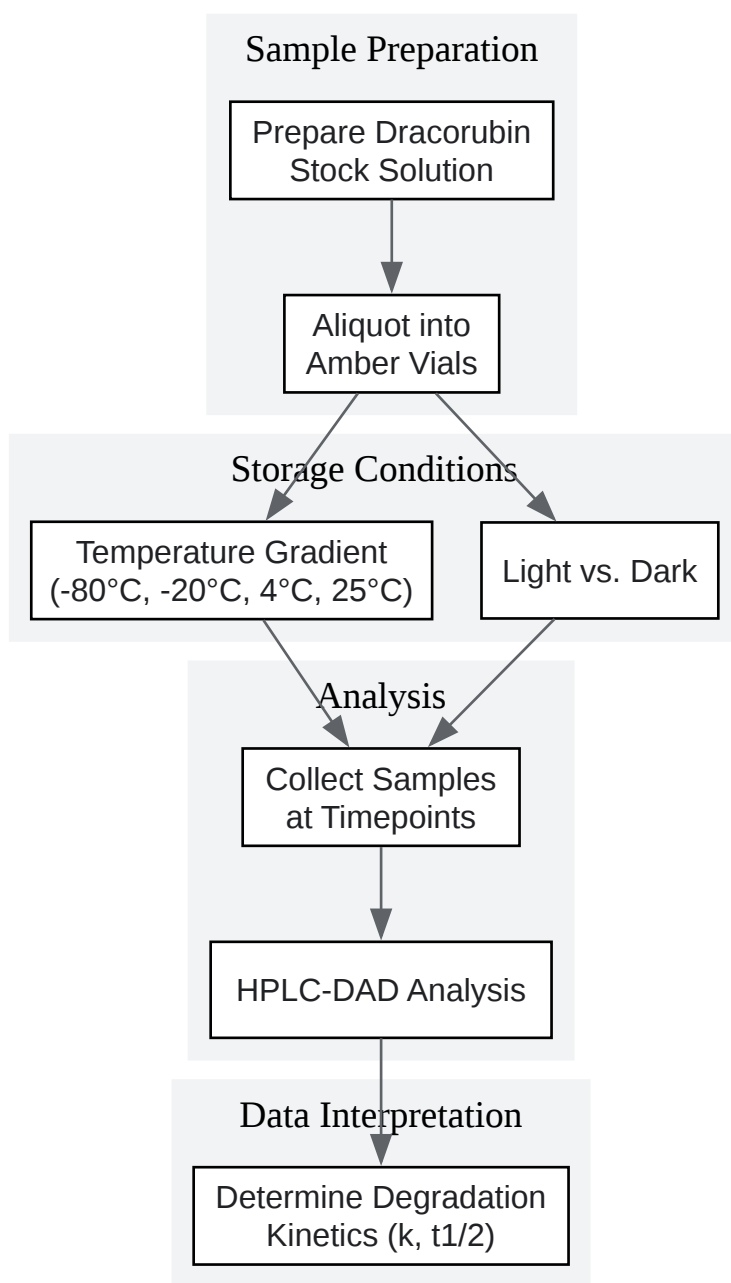 Sample Preparation
Prepare Dracorubin
Stock Solution
Aliquot into
Amber Vials
Storage Conditions
Temperature Gradient
(-80°C, -20°C, 4°C, 25°C)
Light vs. Dark
Analysis
Collect Samples
at Timepoints
HPLC-DAD Analysis
Data Interpretation
Determine Degradation
Kinetics (k, t1/2)